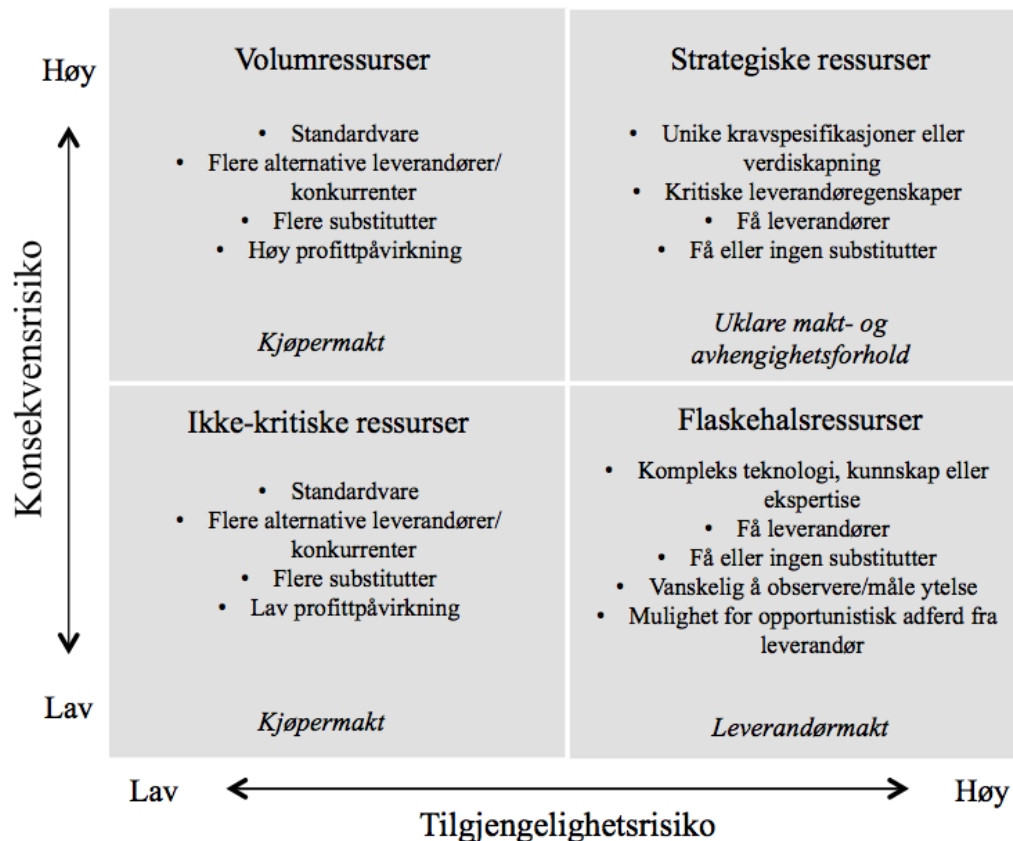 Høy
Volumressurser
• Standardvare
• Flere alternative leverandører/
konkurrenter
• Flere substitutter
• Høy profittpåvirkning
Kjøpermakt
Strategiske ressurser
• Unike kravspesifikasjoner eller
verdiskapning
• Kritiske leverandøregenskaper
• Få leverandører
• Få eller ingen substitutter
Uklare makt- og
avhengighetsforhold
Konsekvensrisiko
Ikke-kritiske ressurser
• Standardvare
• Flere alternative leverandører/
konkurrenter
• Flere substitutter
• Lav profittpåvirkning
Kjøpermakt
Flaskehalsressurser
• Kompleks teknologi, kunnskap eller
ekspertise
• Få leverandører
• Få eller ingen substitutter
• Vanskelig å observere/måle ytelse
• Mulighet for opportunistisk adferd fra
leverandør
Leverandørmakt
Lav
Lav
Høy
Tilgjengelighetsrisiko